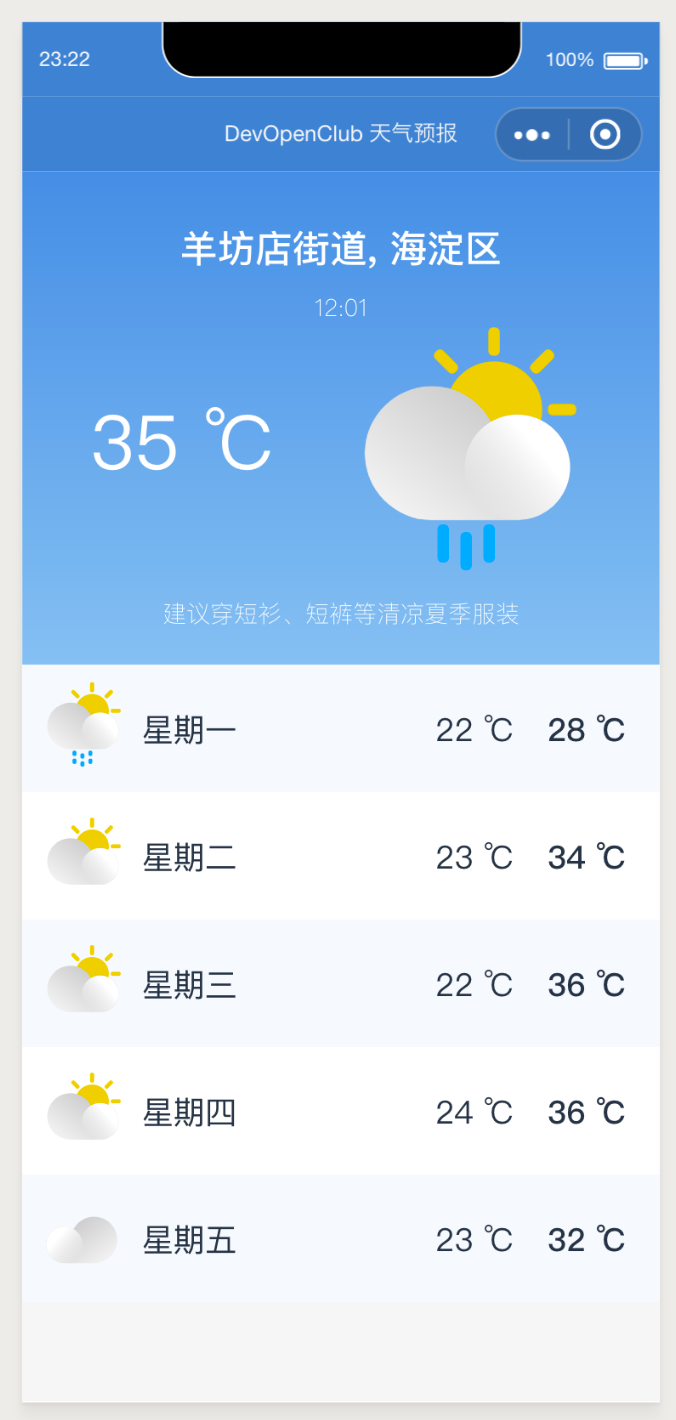 23:22 100%
DevOpenClub 天气预报
羊坊店街道, 海淀区
12:01
35 ℃
建议穿短衫、短裤等清凉夏季服装
星期一 22 ℃ 28 ℃
星期二 23 ℃ 34 ℃
星期三 22 ℃ 36 ℃
星期四 24 ℃ 36 ℃
星期五 23 ℃ 32 ℃